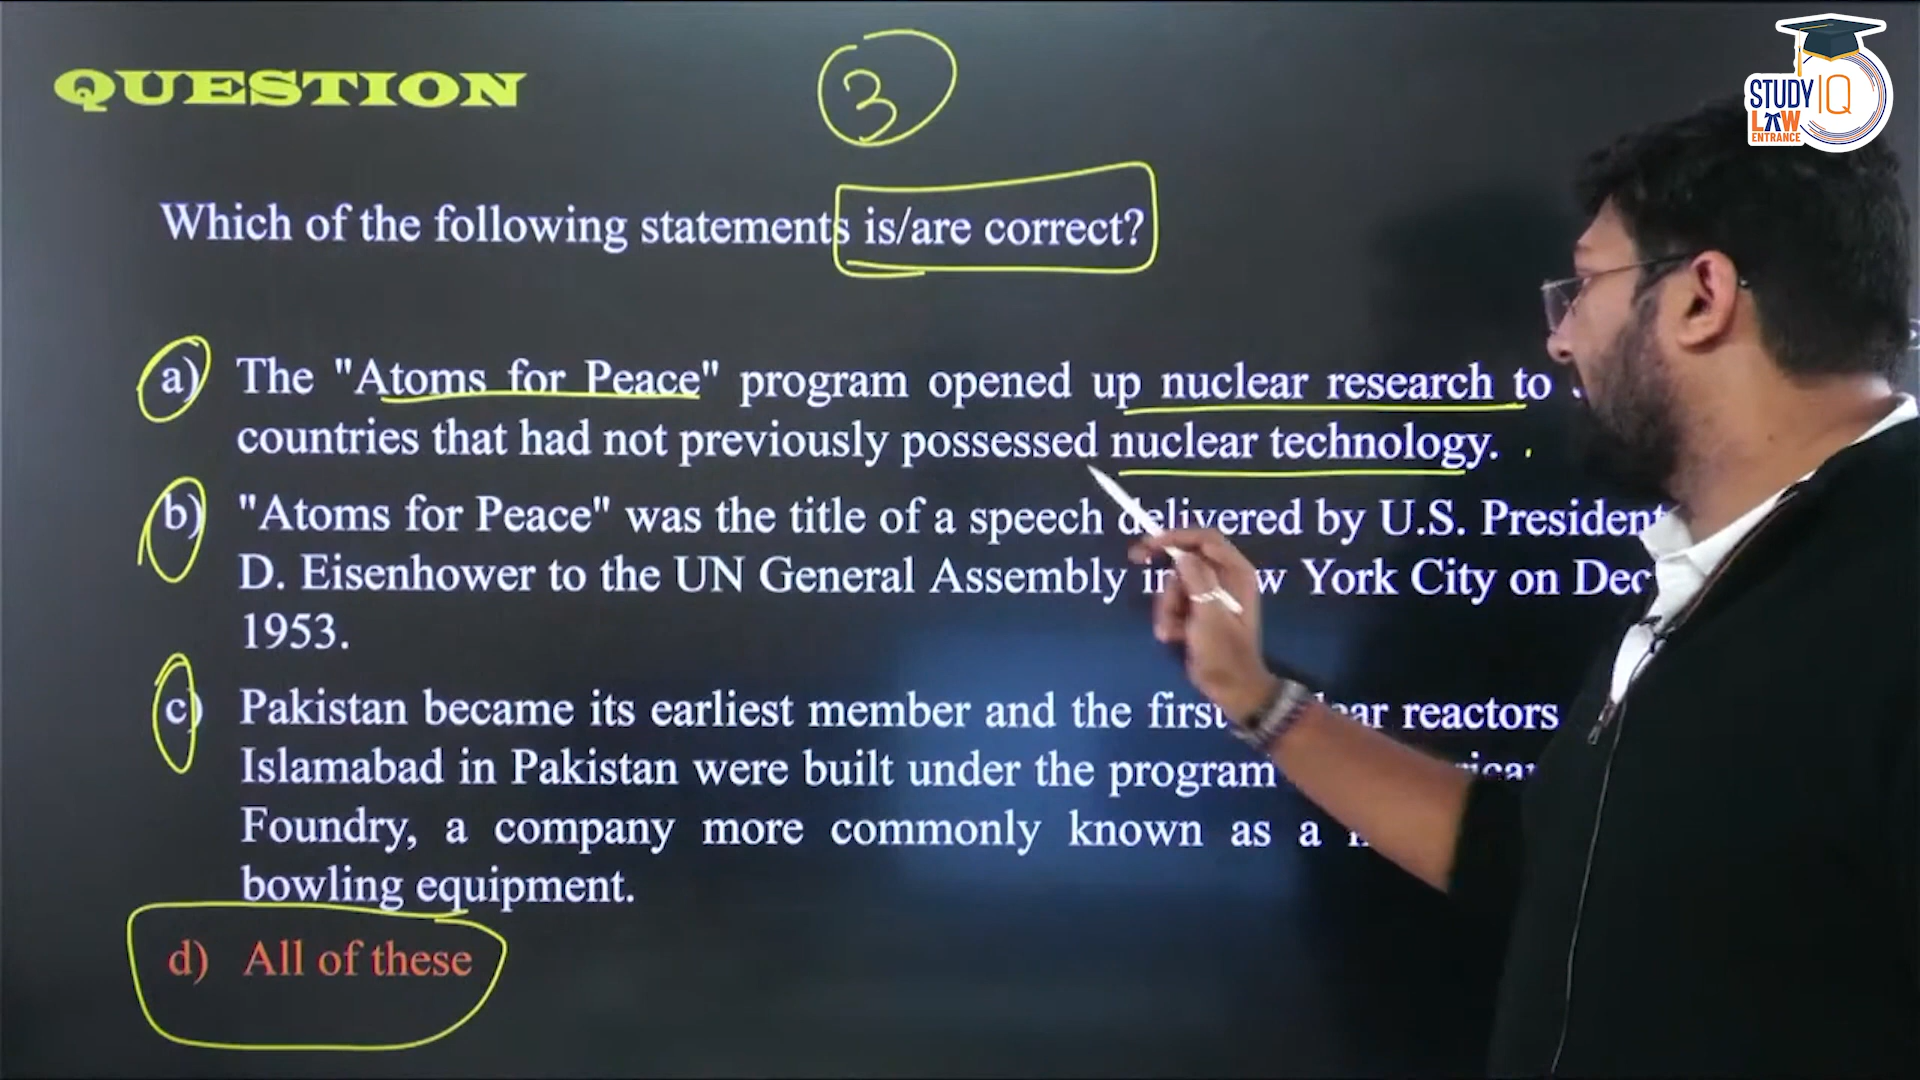 QUESTION
3
STUDY IQ
LAW
ENTRANCE
Which of the following statements is/are correct?
a) The "Atoms for Peace" program opened up nuclear research to
countries that had not previously possessed nuclear technology.
b) "Atoms for Peace" was the title of a speech delivered by U.S. President
D. Eisenhower to the UN General Assembly in York City on
1953.
c) Pakistan became its earliest member and the first reactors
Islamabad in Pakistan were built under the program
Foundry, a company more commonly known as a
bowling equipment.
d) All of these